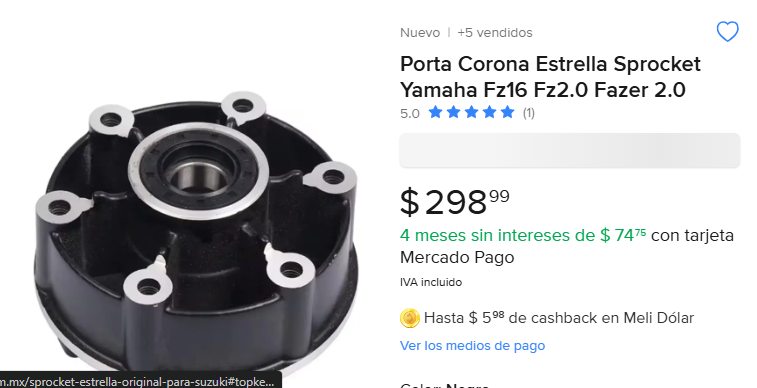 Nuevo | +5 vendidos
Porta Corona Estrella Sprocket
Yamaha Fz16 Fz2.0 Fazer 2.0
5.0 (1)
$ 298 99
4 meses sin intereses de $ 74 75 con tarjeta
Mercado Pago
IVA incluido
Hasta $ 5 98 de cashback en Meli Dólar
Ver los medios de pago
m.mx/sprocket-estrella-original-para-suzuki#topke...
Color: Negro